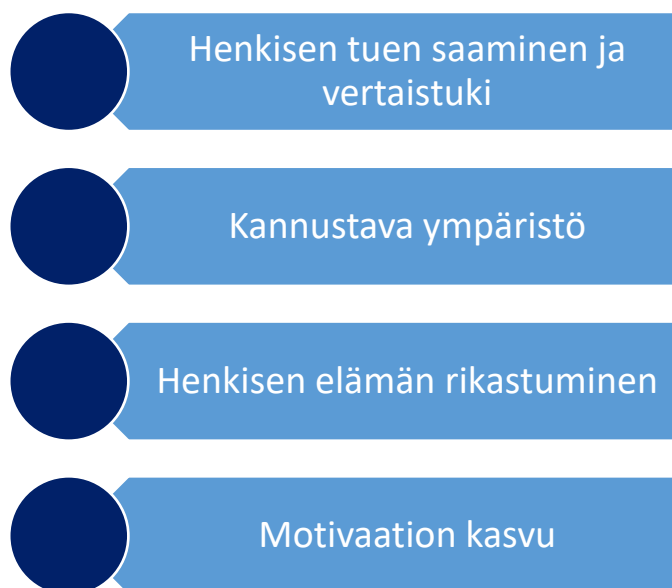 Henkisen tuen saaminen ja
vertaistuki
Kannustava ympäristö
Henkisen elämän rikastuminen
Motivaation kasvu